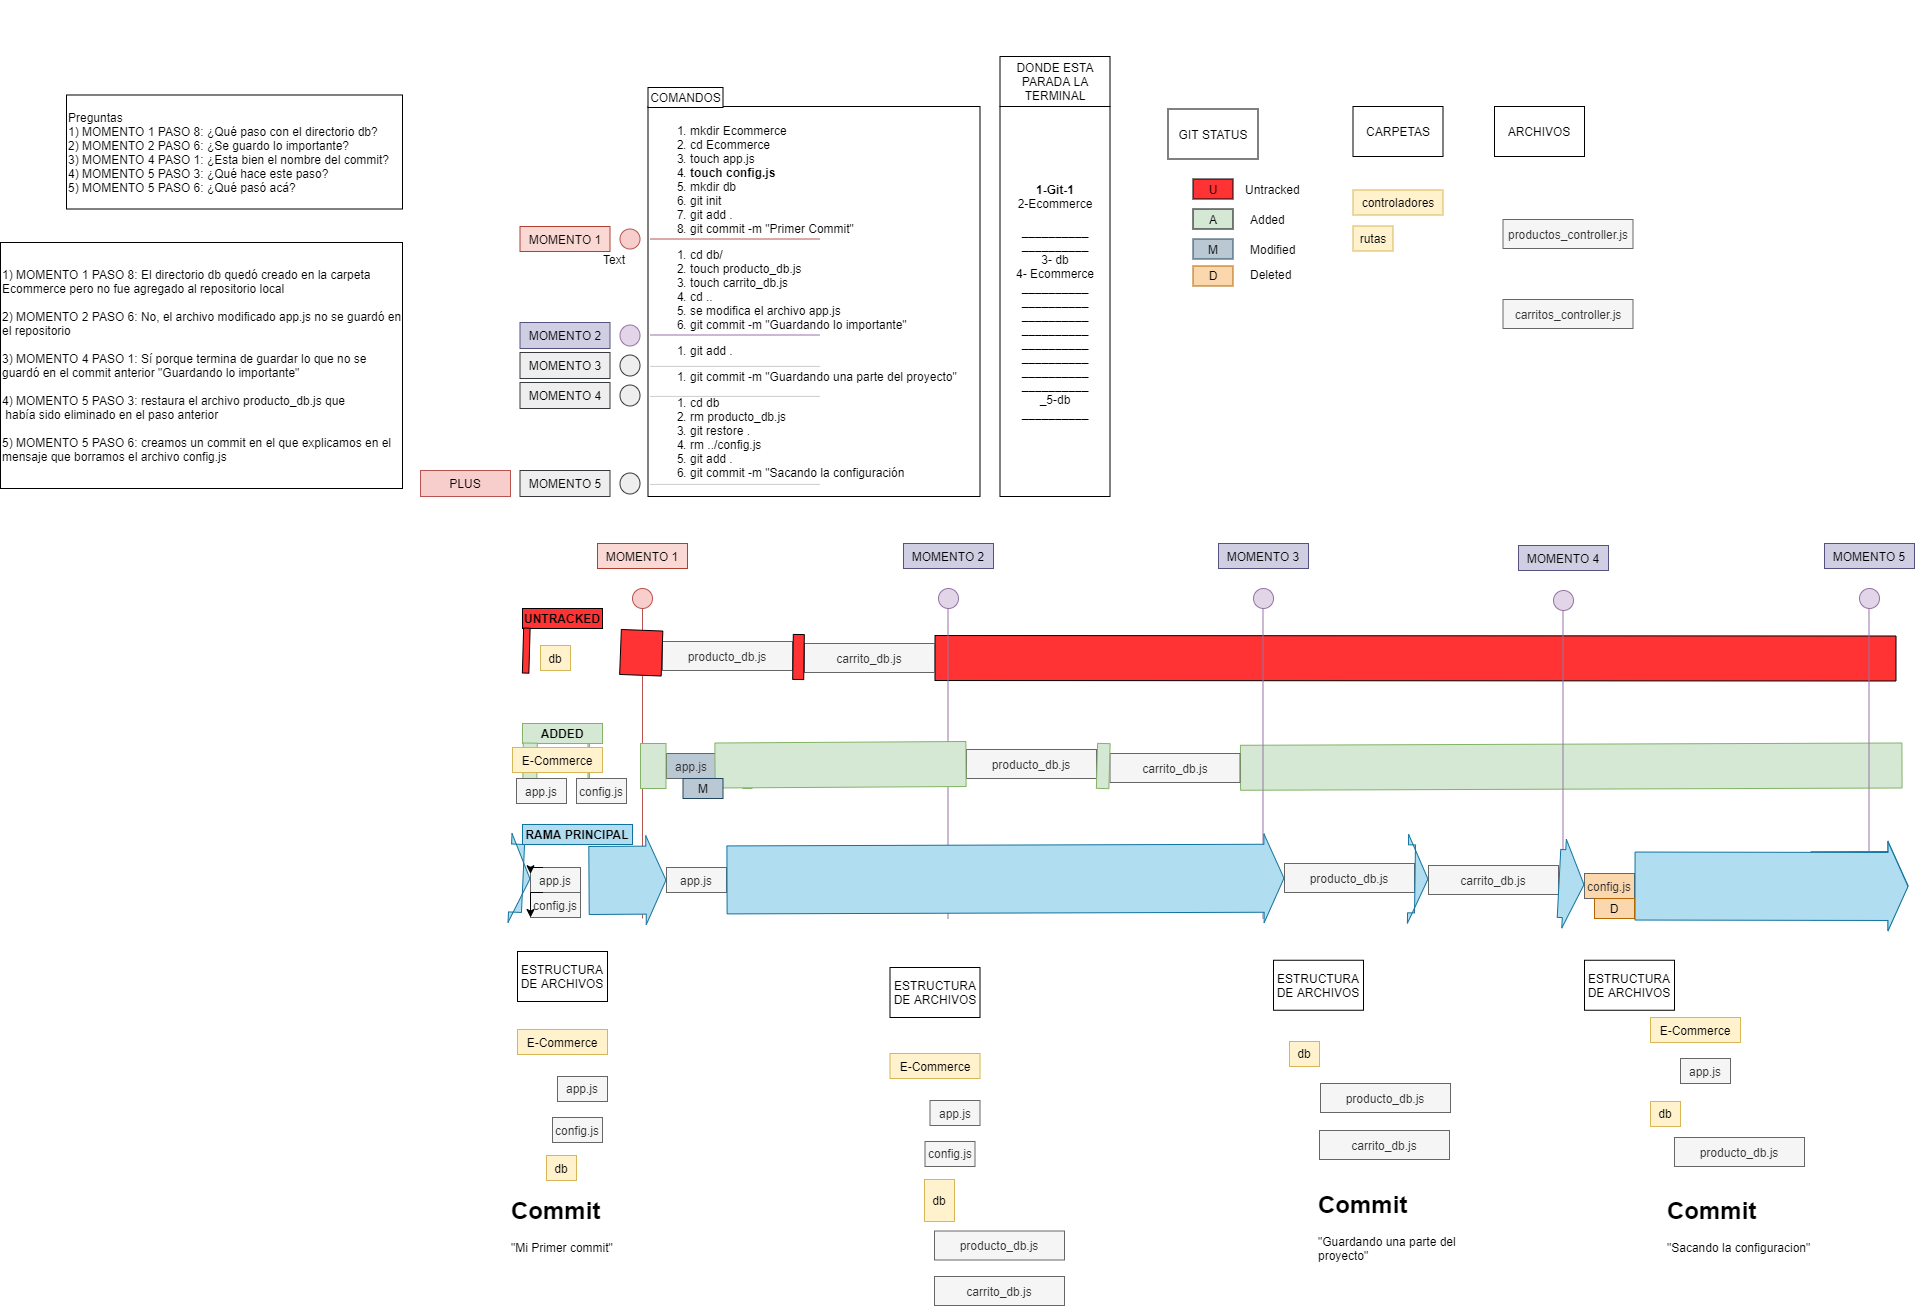 Preguntas
1) MOMENTO 1 PASO 8: ¿Qué paso con el directorio db?
2) MOMENTO 2 PASO 6: ¿Se guardo lo importante?
3) MOMENTO 4 PASO 1: ¿Esta bien el nombre del commit?
4) MOMENTO 5 PASO 3: ¿Qué hace este paso?
5) MOMENTO 5 PASO 6: ¿Qué pasó acá?
1) MOMENTO 1 PASO 8: El directorio db quedó creado en la carpeta
Ecommerce pero no fue agregado al repositorio local
2) MOMENTO 2 PASO 6: No, el archivo modificado app.js no se guardó en
el repositorio
3) MOMENTO 4 PASO 1: Sí porque termina de guardar lo que no se
guardó en el commit anterior "Guardando lo importante"
4) MOMENTO 5 PASO 3: restaura el archivo producto_db.js que
había sido eliminado en el paso anterior
5) MOMENTO 5 PASO 6: creamos un commit en el que explicamos en el
mensaje que borramos el archivo config.js
COMANDOS
1. mkdir Ecommerce
2. cd Ecommerce
3. touch app.js
4. touch config.js
5. mkdir db
6. git init
7. git add .
8. git commit -m "Primer Commit"
MOMENTO 1
Text
1. cd db/
2. touch producto_db.js
3. touch carrito_db.js
4. cd ..
5. se modifica el archivo app.js
6. git commit -m "Guardando lo importante"
MOMENTO 2
1. git add .
MOMENTO 3
1. git commit -m "Guardando una parte del proyecto"
MOMENTO 4
1. cd db
2. rm producto_db.js
3. git restore .
4. rm ../config.js
5. git add .
6. git commit -m "Sacando la configuración
PLUS
MOMENTO 5
DONDE ESTA
PARADA LA
TERMINAL
1-Git-1
2-Ecommerce
__________
__________
3- db
4- Ecommerce
__________
__________
__________
__________
__________
__________
__________
__________
_5-db
__________
GIT STATUS
U Untracked
A Added
M Modified
D Deleted
CARPETAS
controladores
rutas
ARCHIVOS
productos_controller.js
carritos_controller.js
MOMENTO 1
MOMENTO 2
MOMENTO 3
MOMENTO 4
MOMENTO 5
UNTRACKED
db
producto_db.js
carrito_db.js
ADDED
E-Commerce
app.js
config.js
app.js
M
producto_db.js
carrito_db.js
RAMA PRINCIPAL
app.js
config.js
app.js
producto_db.js
carrito_db.js
config.js
D
ESTRUCTURA
DE ARCHIVOS
E-Commerce
app.js
config.js
db
Commit
"Mi Primer commit"
ESTRUCTURA
DE ARCHIVOS
E-Commerce
app.js
config.js
db
producto_db.js
carrito_db.js
ESTRUCTURA
DE ARCHIVOS
db
producto_db.js
carrito_db.js
Commit
"Guardando una parte del
proyecto"
ESTRUCTURA
DE ARCHIVOS
E-Commerce
app.js
db
producto_db.js
Commit
"Sacando la configuracion"